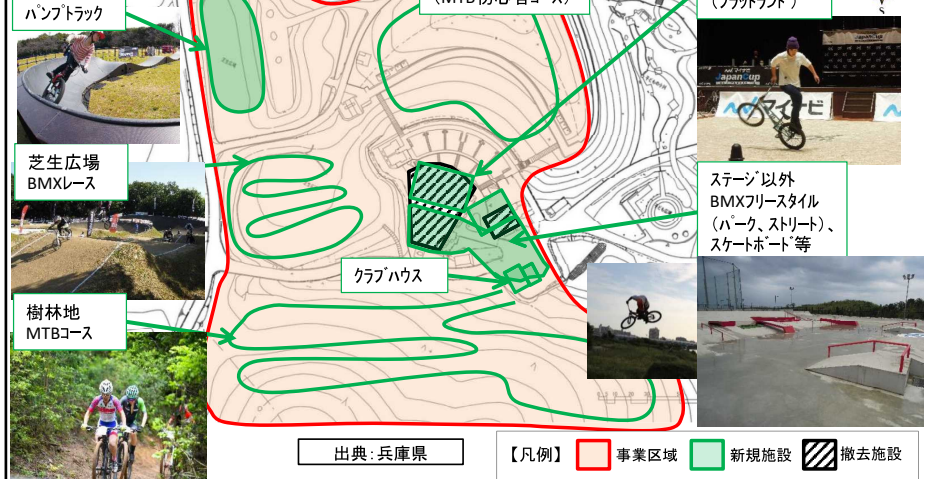 パンプトラック
(MTB初心者コース)
(フラットランド)
S
芝生広場
BMXレース
JapanCup
マイナビ
ステージ以外
BMXフリースタイル
(パーク、ストリート)、
スケートボード等
クラブハウス
樹林地
MTBコース
出典:兵庫県
【凡例】 事業区域 新規施設 撤去施設